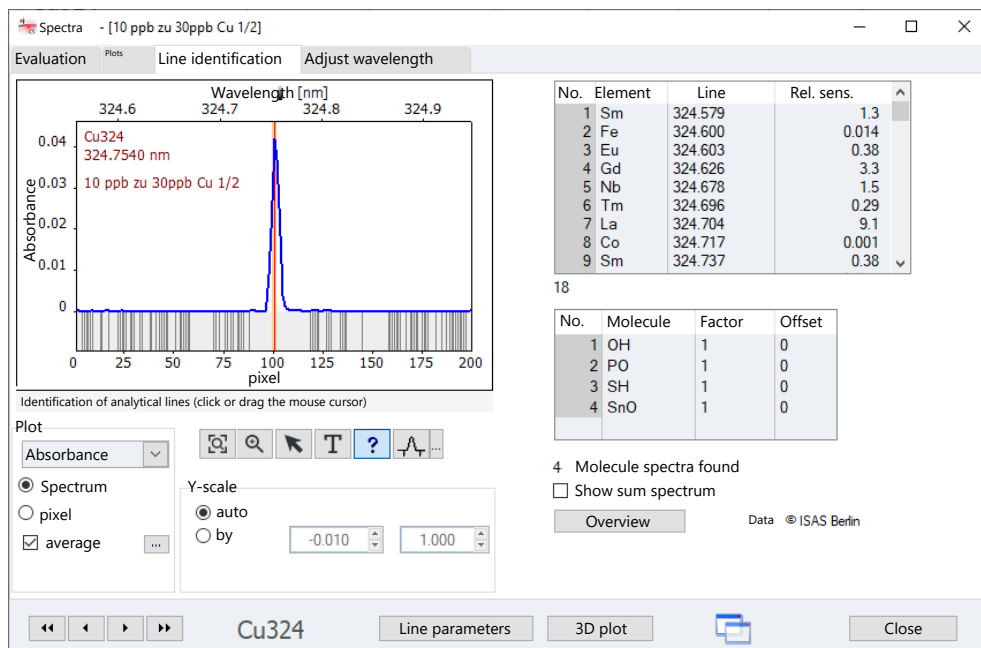 Spectra - [10 ppb zu 30ppb Cu 1/2]
Evaluation Plots Line identification Adjust wavelength
Wavelength [nm]
324.6 324.7 324.8 324.9
Cu324
324.7540 nm
10 ppb zu 30ppb Cu 1/2
Absorbance
0.04
0.03
0.02
0.01
0
0 25 50 75 100 125 150 175 200
pixel
Identification of analytical lines (click or drag the mouse cursor)
No. Element Line Rel. sens.
1 Sm 324.579 1.3
2 Fe 324.600 0.014
3 Eu 324.603 0.38
4 Gd 324.626 3.3
5 Nb 324.678 1.5
6 Tm 324.696 0.29
7 La 324.704 9.1
8 Co 324.717 0.001
9 Sm 324.737 0.38
18
No. Molecule Factor Offset
1 OH 1 0
2 PO 1 0
3 SH 1 0
4 SnO 1 0
4 Molecule spectra found
Show sum spectrum
Overview Data © ISAS Berlin
Plot
Absorbance
Spectrum
pixel
average ...
T ? ...
Y-scale
auto
by -0.010 1.000
Cu324 Line parameters 3D plot Close